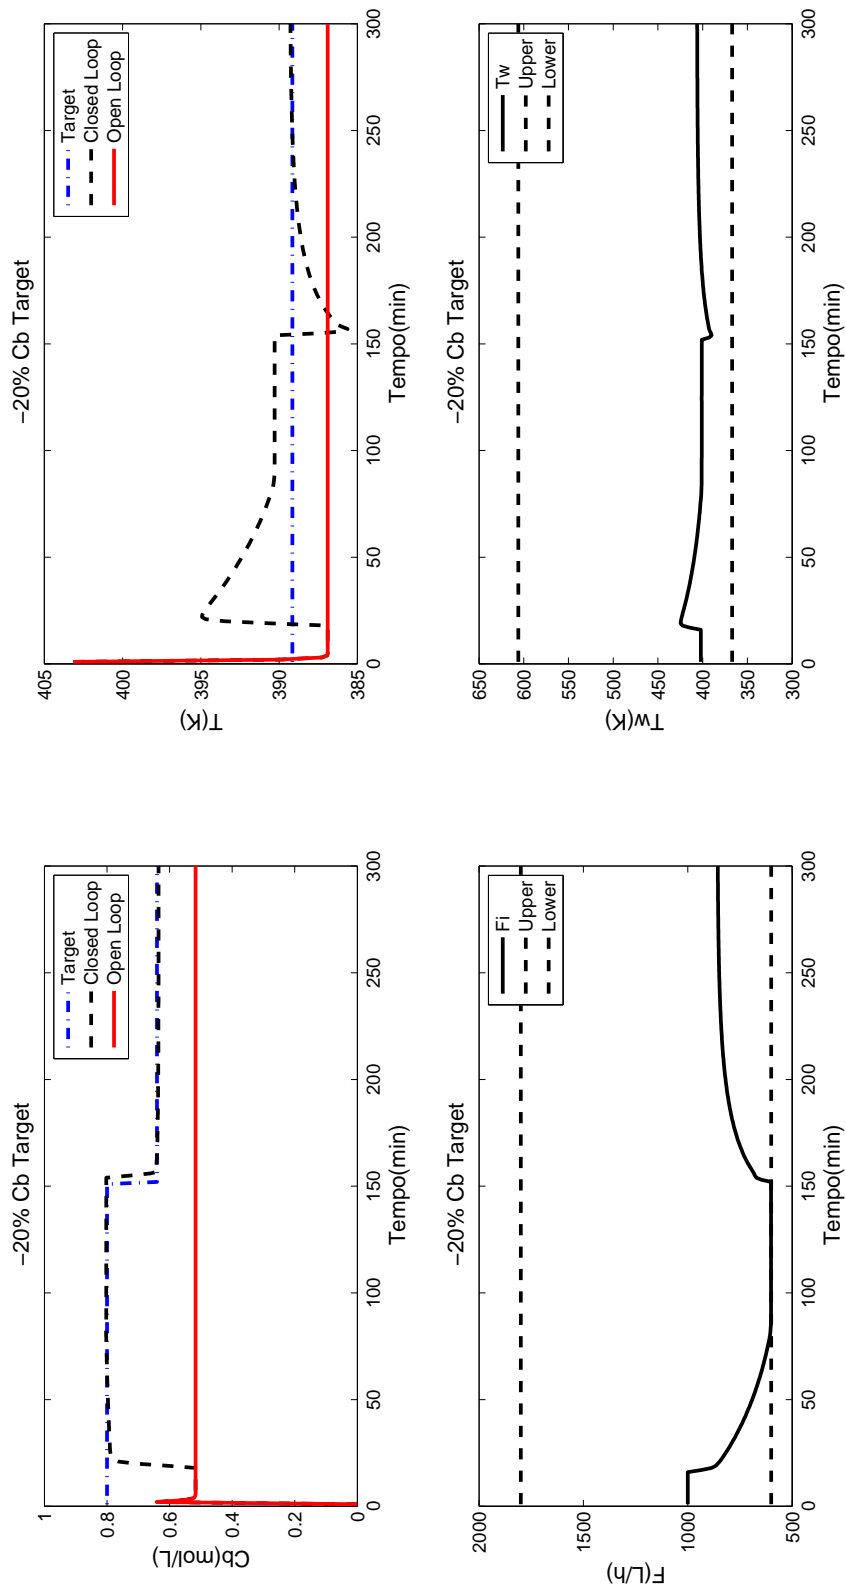 −20% Cb Target
Cb(mol/L)
1
0.8
0.6
0.4
0.2
0
0
50
100
150
200
250
300
Tempo(min)
Target
Closed Loop
Open Loop
−20% Cb Target
T(K)
405
400
395
390
385
0
50
100
150
200
250
300
Tempo(min)
Target
Closed Loop
Open Loop
−20% Cb Target
F(L/h)
2000
1500
1000
500
0
50
100
150
200
250
300
Tempo(min)
Fi
Upper
Lower
−20% Cb Target
Tw(K)
650
600
550
500
450
400
350
300
0
50
100
150
200
250
300
Tempo(min)
Tw
Upper
Lower